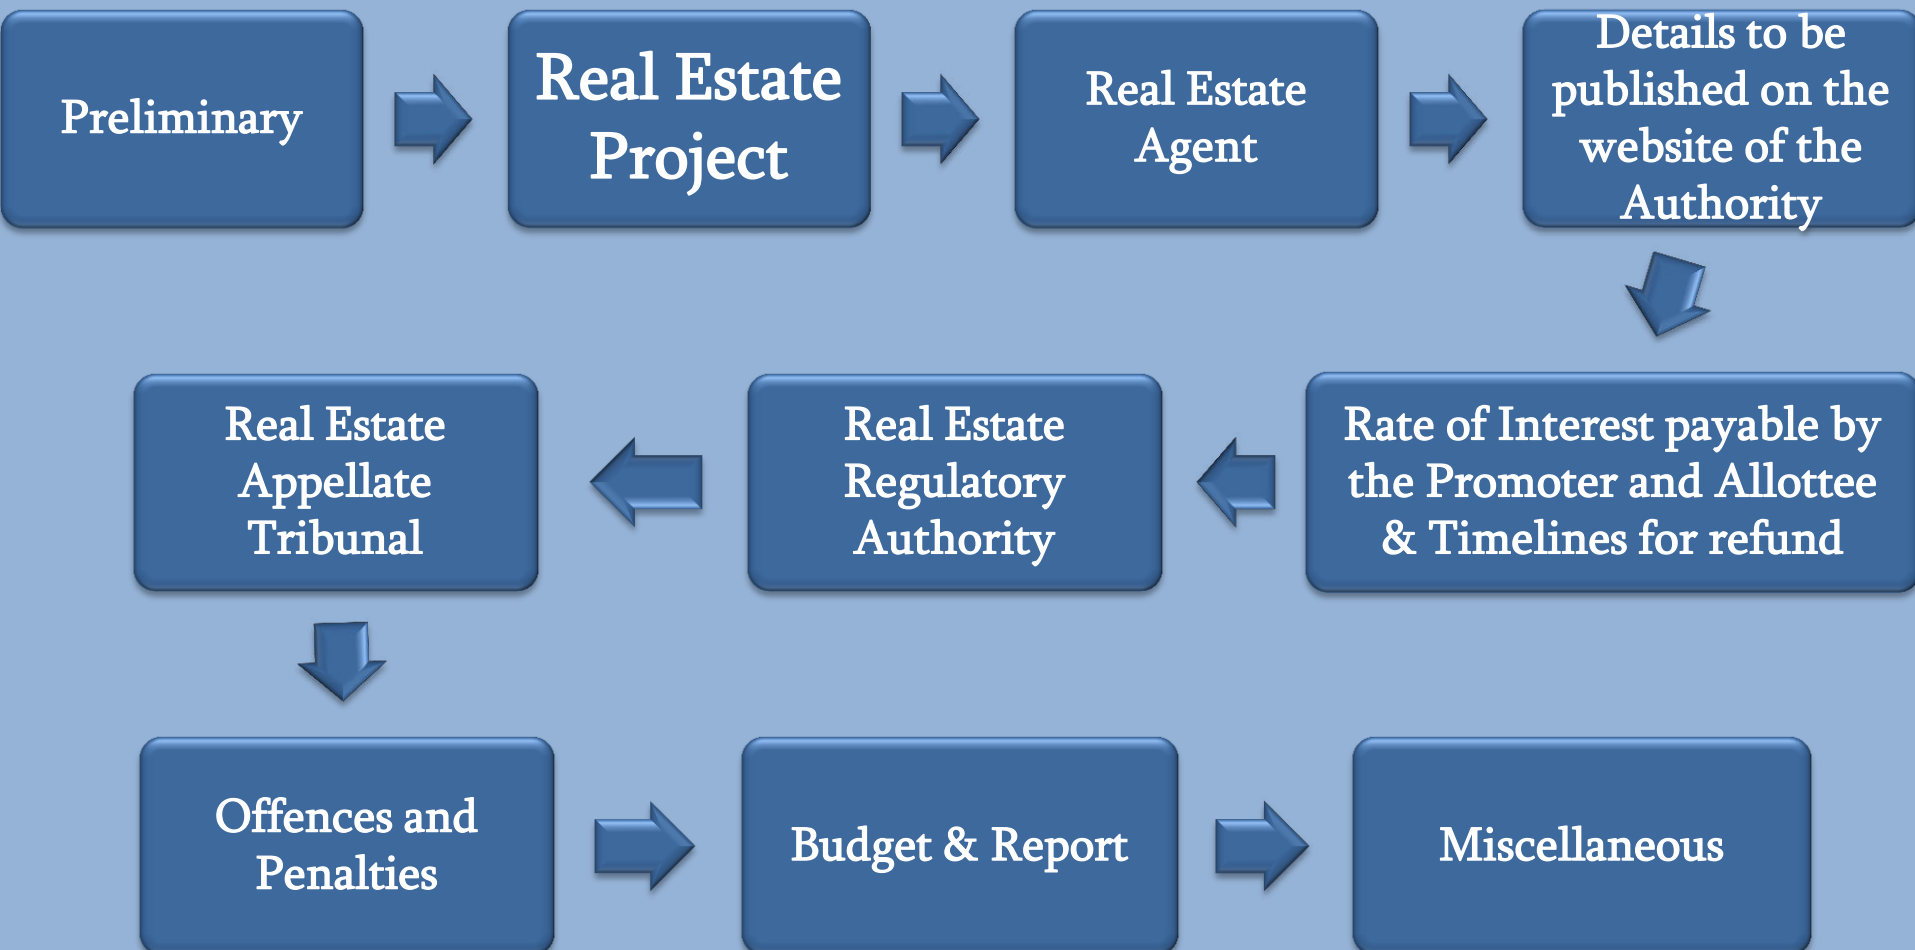 Preliminary
Real Estate
Project
Real Estate
Agent
Details to be
published on the
website of the
Authority
Rate of Interest payable by
the Promoter and Allottee
& Timelines for refund
Real Estate
Regulatory
Authority
Real Estate
Appellate
Tribunal
Offences and
Penalties
Budget & Report
Miscellaneous